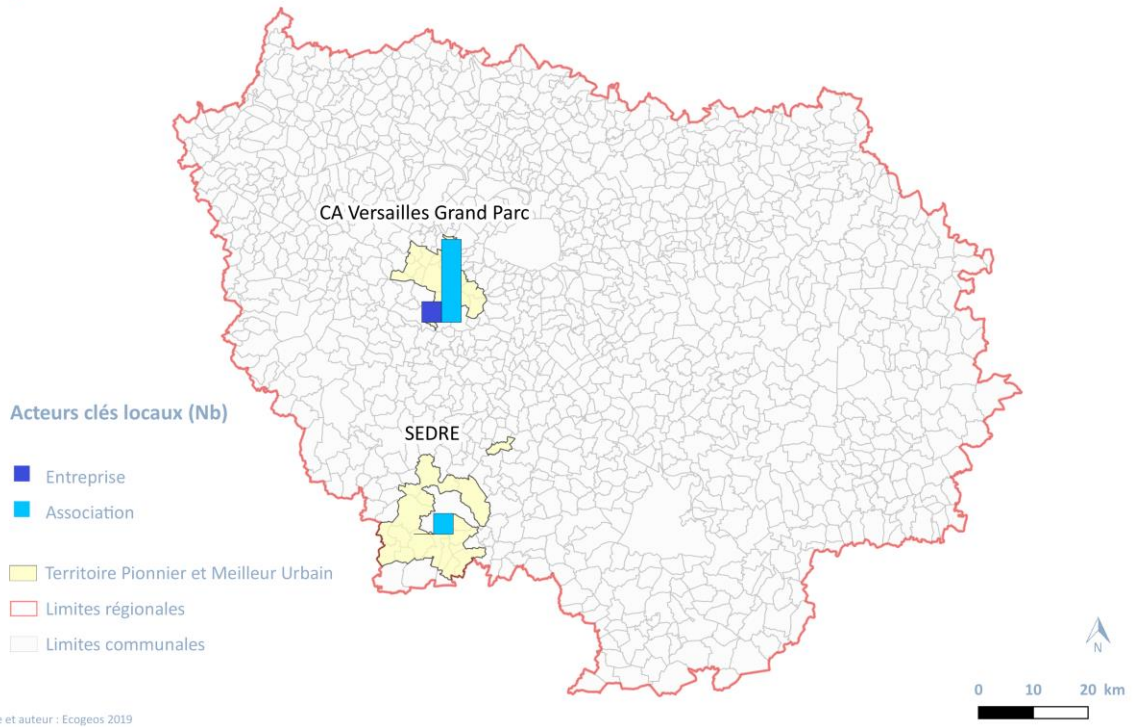 CA Versailles Grand Parc
SEDRE
Acteurs clés locaux (Nb)
Entreprise
Association
Territoire Pionnier et Meilleur Urbain
Limites régionales
Limites communales
N
0 10 20 km
et auteur : Ecogeos 2019